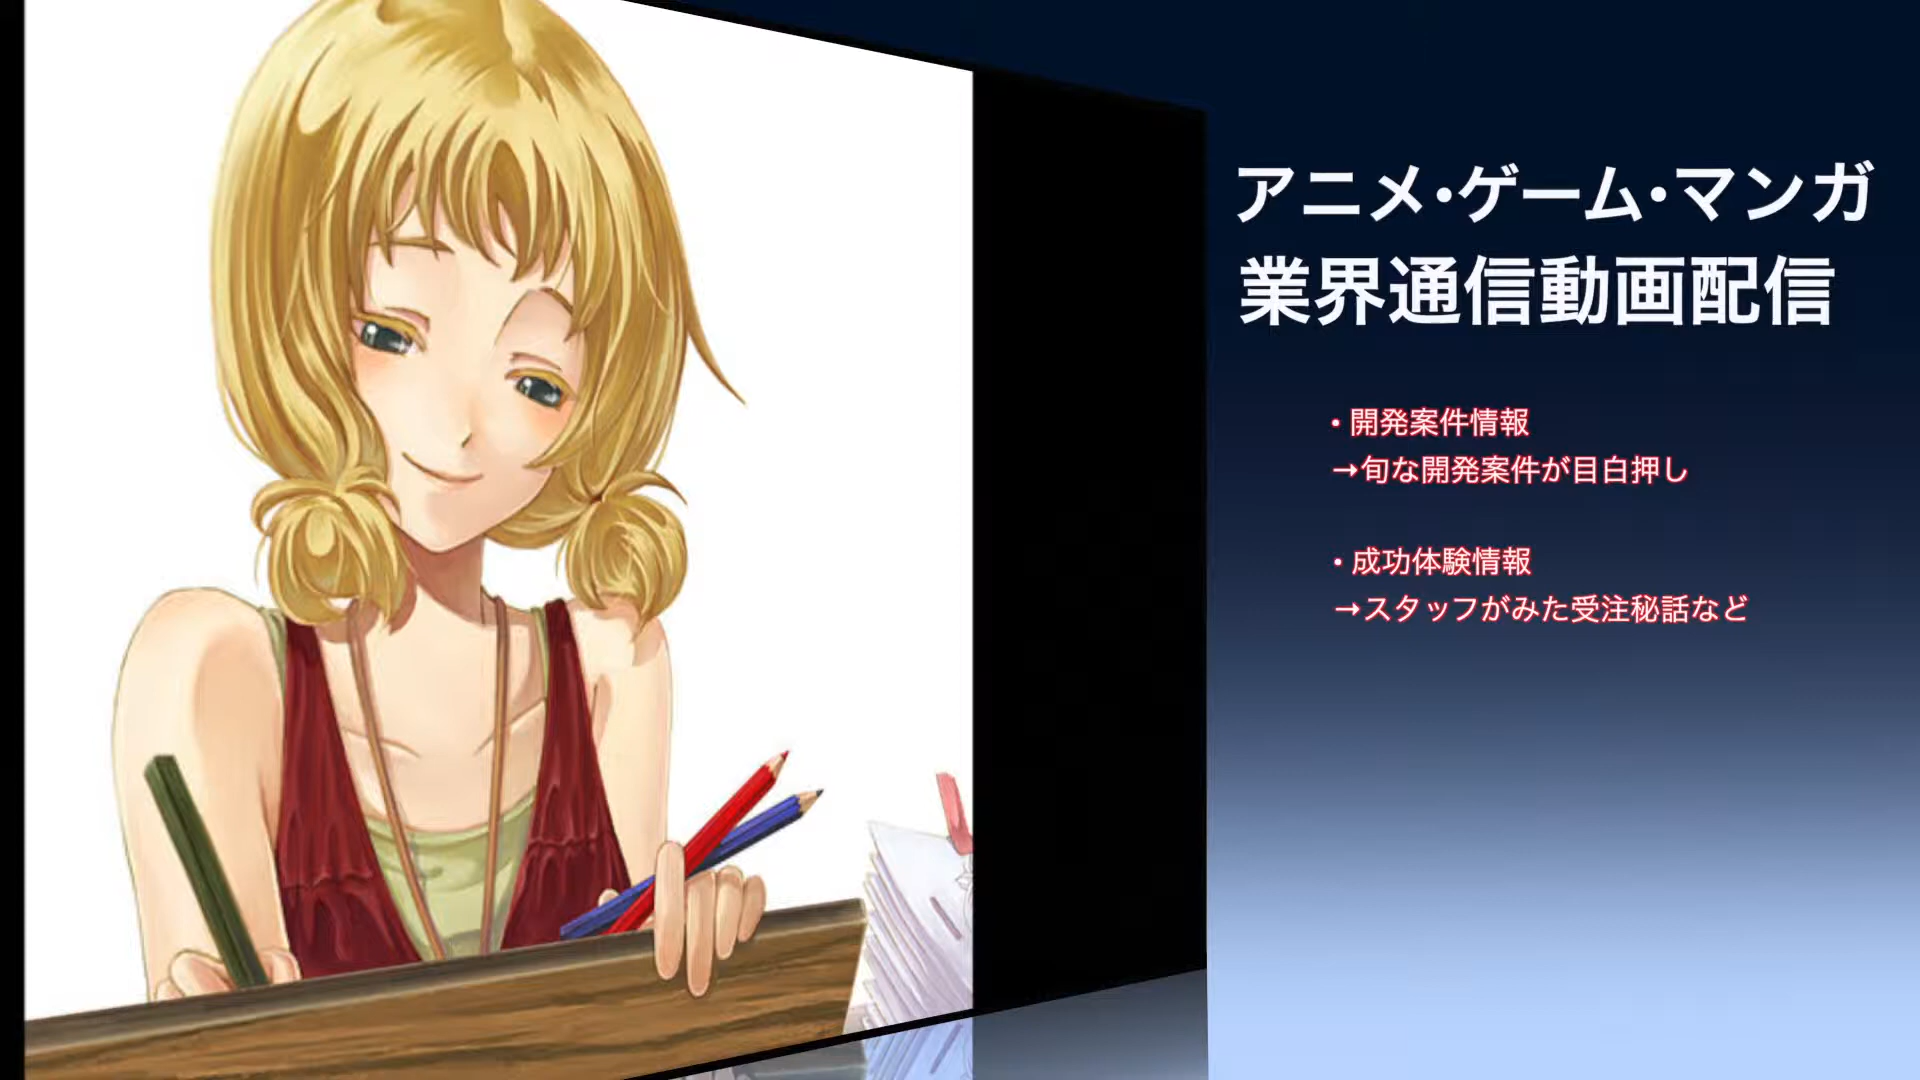 アニメ・ゲーム・マンガ
業界通信動画配信
・開発案件情報
→旬な開発案件が目白押し
・成功体験情報
→スタッフがみた受注秘話など